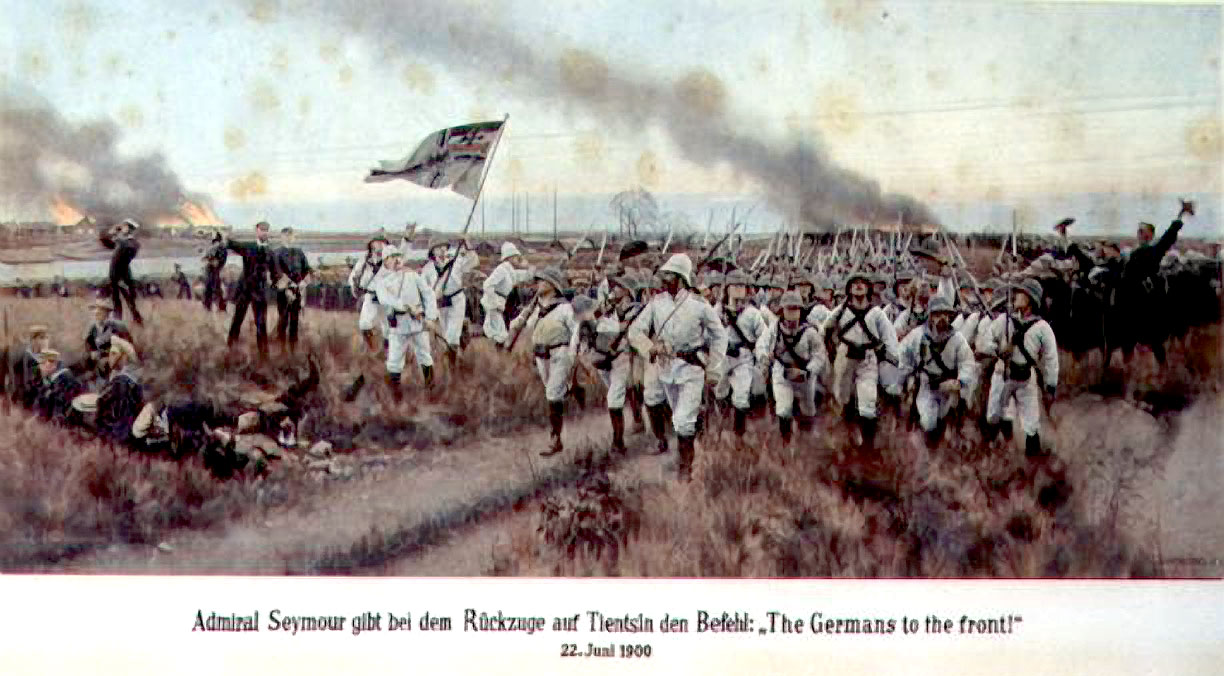 Admiral Seymour gibt bei dem Rückzuge auf Tientsin den Befehl: „The Germans to the front!“
22. Juni 1900